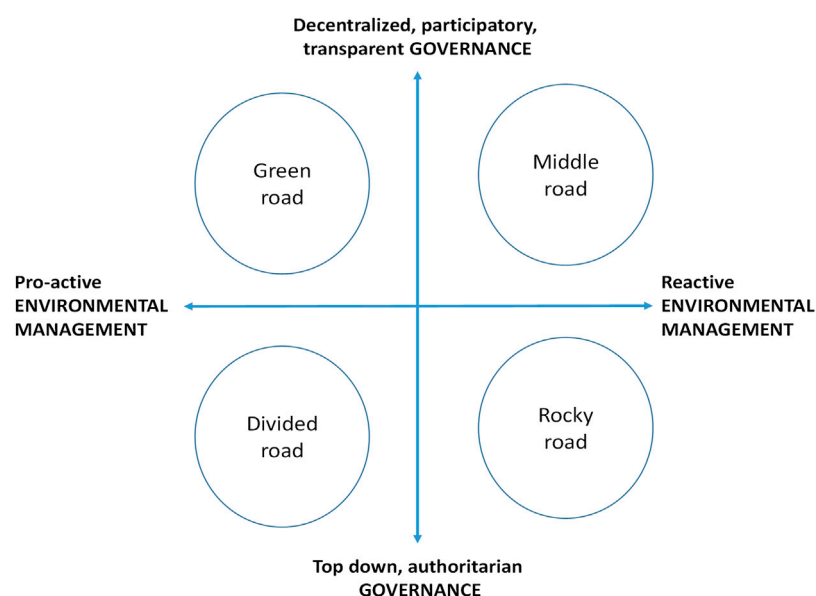 Decentralized, participatory,
transparent GOVERNANCE
Green
road
Middle
road
Pro-active
ENVIRONMENTAL
MANAGEMENT
Reactive
ENVIRONMENTAL
MANAGEMENT
Divided
road
Rocky
road
Top down, authoritarian
GOVERNANCE